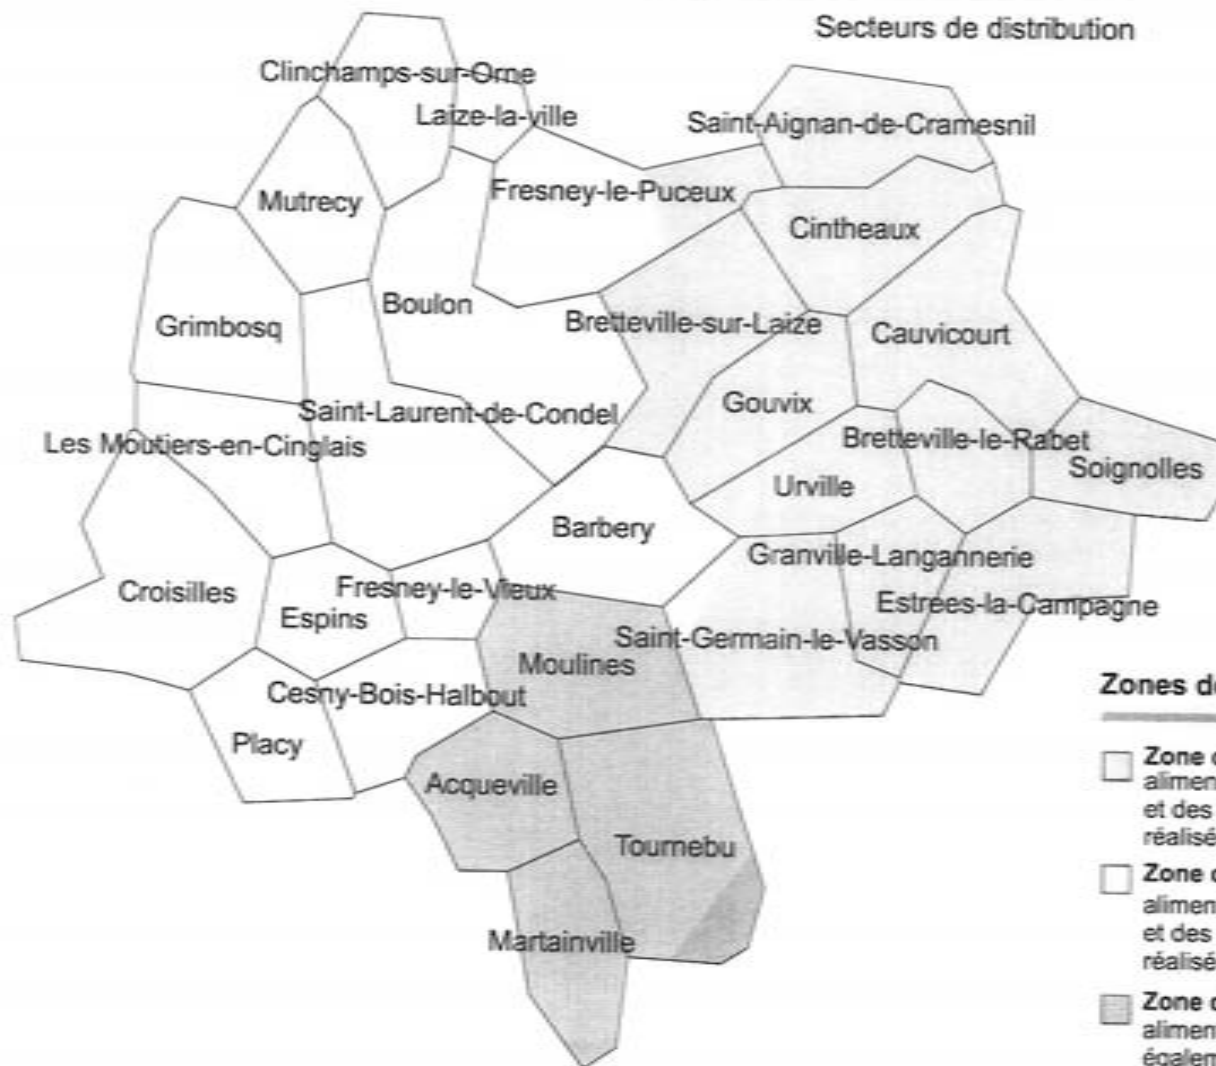 Secteurs de distribution
Clinchamps-sur-Orne
Laize-la-ville
Saint-Aignan-de-Cramesnil
Mutrecy
Fresney-le-Puceux
Cintheaux
Boulon
Grimbosq
Bretteville-sur-Laize
Cauvicourt
Gouvix
Saint-Laurent-de-Condel
Les Moutiers-en-Cinglais
Bretteville-le-Rabet
Soignolles
Urville
Barbery
Granville-Langannerie
Croisilles
Fresney-le-Vieux
Espins
Estrees-la-Campagne
Saint-Germain-le-Vasson
Moulines
Cesny-Bois-Halbout
Placy
Acqueville
Tournebu
Martainville
Zones de
Zone
alimen
et des
réalisé
Zone
alimen
et des
réalisé
Zone
alimen
égalem